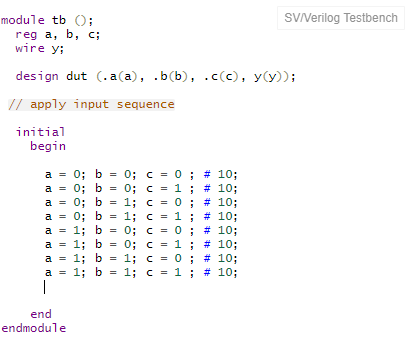 SV/Verilog Testbench
module tb ();
  reg a, b, c;
  wire y;
  design dut (.a(a), .b(b), .c(c), y(y));
 // apply input sequence
  initial
    begin
      a = 0; b = 0; c = 0 ; # 10;
      a = 0; b = 0; c = 1 ; # 10;
      a = 0; b = 1; c = 0 ; # 10;
      a = 0; b = 1; c = 1 ; # 10;
      a = 1; b = 0; c = 0 ; # 10;
      a = 1; b = 0; c = 1 ; # 10;
      a = 1; b = 1; c = 0 ; # 10;
      a = 1; b = 1; c = 1 ; # 10;
    end
endmodule